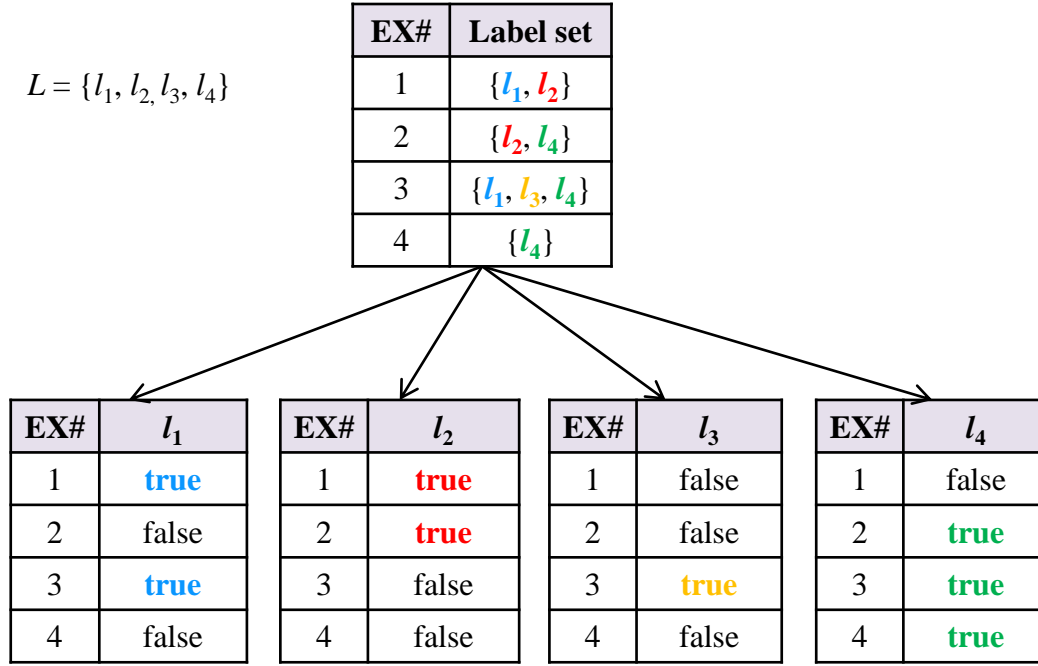 EX# Label set
L = {l1, l2, l3, l4}
1 {l1, l2}
2 {l2, l4}
3 {l1, l3, l4}
4 {l4}
EX# l1 EX# l2 EX# l3 EX# l4
1 true 1 true 1 false 1 false
2 false 2 true 2 false 2 true
3 true 3 false 3 true 3 true
4 false 4 false 4 false 4 true